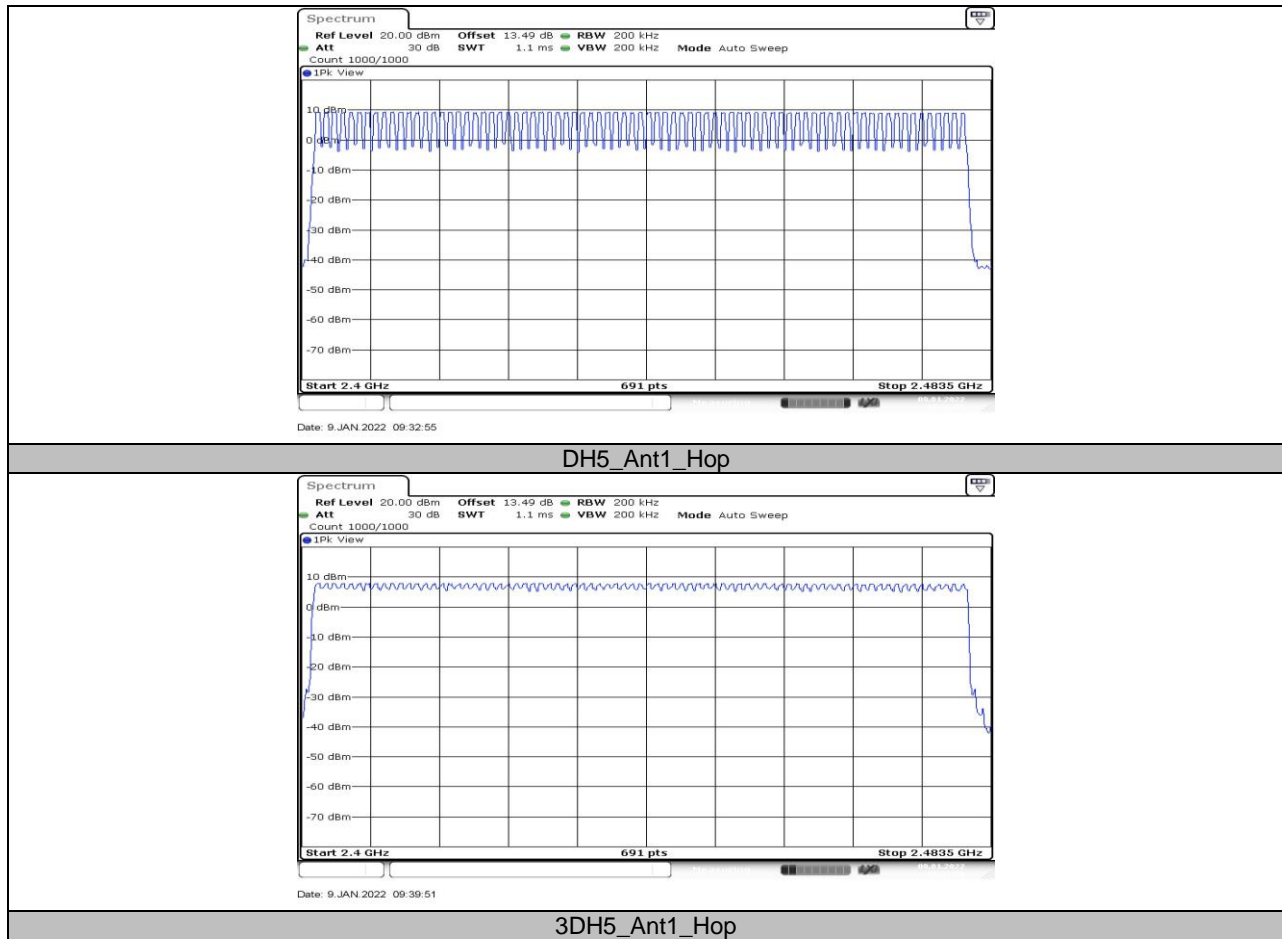 Spectrum
Ref Level 20.00 dBm Offset 13.49 dB RBW 200 kHz
Att 30 dB SWT 1.1 ms VBW 200 kHz Mode Auto Sweep
Count 1000/1000
1Pk View
10 dBm
0 dBm
-10 dBm
-20 dBm
-30 dBm
-40 dBm
-50 dBm
-60 dBm
-70 dBm
Start 2.4 GHz 691 pts Stop 2.4835 GHz
Date: 9.JAN.2022 09:32:55
DH5_Ant1_Hop
Spectrum
Ref Level 20.00 dBm Offset 13.49 dB RBW 200 kHz
Att 30 dB SWT 1.1 ms VBW 200 kHz Mode Auto Sweep
Count 1000/1000
1Pk View
10 dBm
0 dBm
-10 dBm
-20 dBm
-30 dBm
-40 dBm
-50 dBm
-60 dBm
-70 dBm
Start 2.4 GHz 691 pts Stop 2.4835 GHz
Date: 9.JAN.2022 09:39:51
3DH5_Ant1_Hop